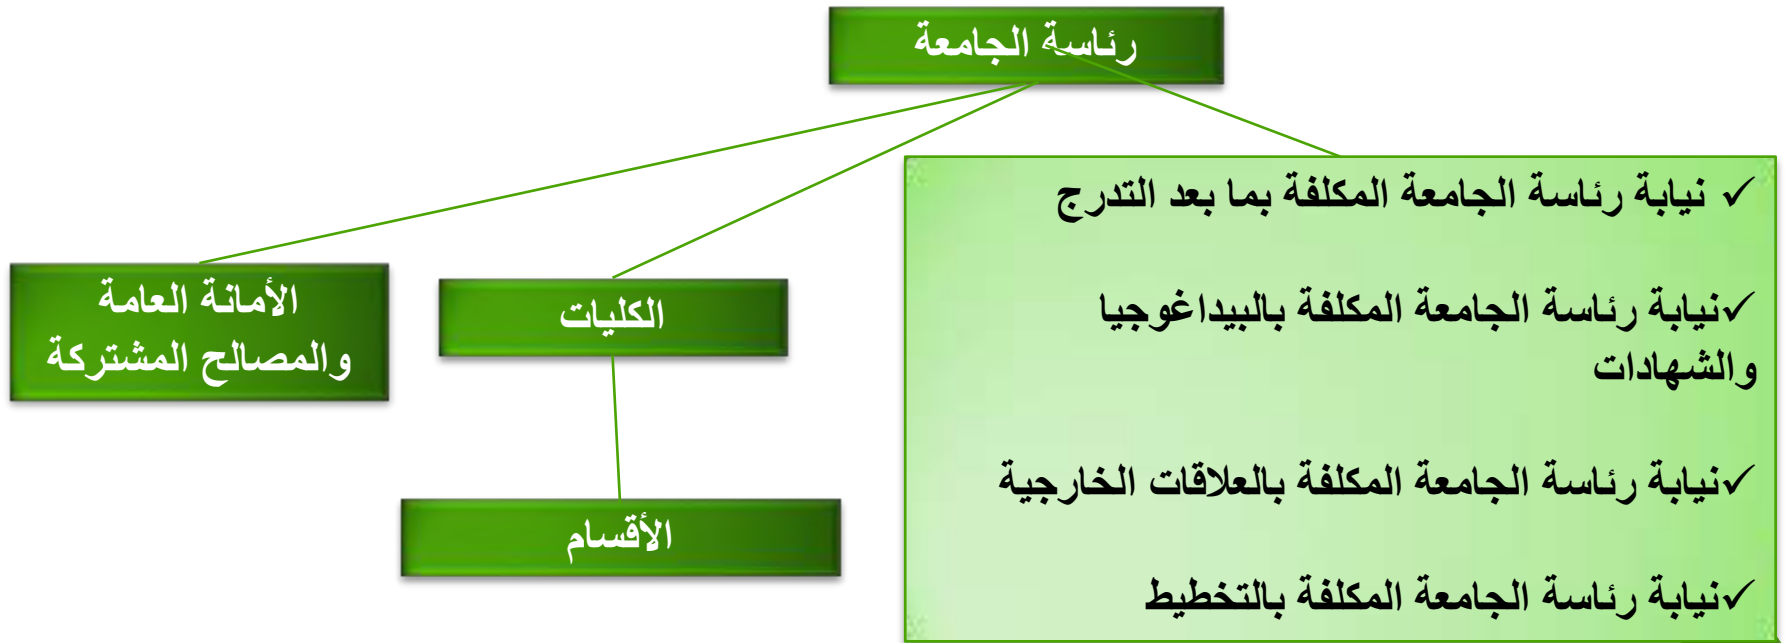 رئاسة الجامعة
✓ نيابة رئاسة الجامعة المكلفة بما بعد التدرج
✓نيابة رئاسة الجامعة المكلفة بالبيداغوجيا
والشهادات
✓نيابة رئاسة الجامعة المكلفة بالعلاقات الخارجية
✓نيابة رئاسة الجامعة المكلفة بالتخطيط
الكليات
الأقسام
الأمانة العامة
والمصالح المشتركة